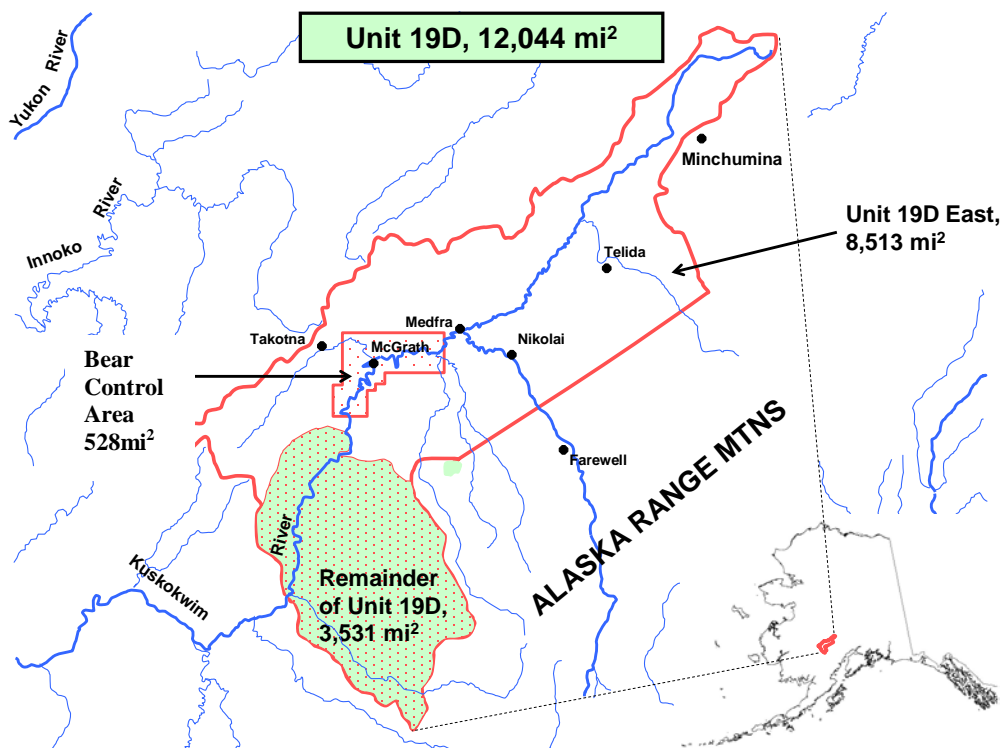 Unit 19D, 12,044 mi²
Yukon River
Minchumina
Innoko River
Unit 19D East,
8,513 mi²
Telida
Medfra
Takotna
McGrath
Nikolai
Bear
Control
Area
528mi²
Farewell
ALASKA RANGE MTNS
River
Kuskokwim
Remainder
of Unit 19D,
3,531 mi²